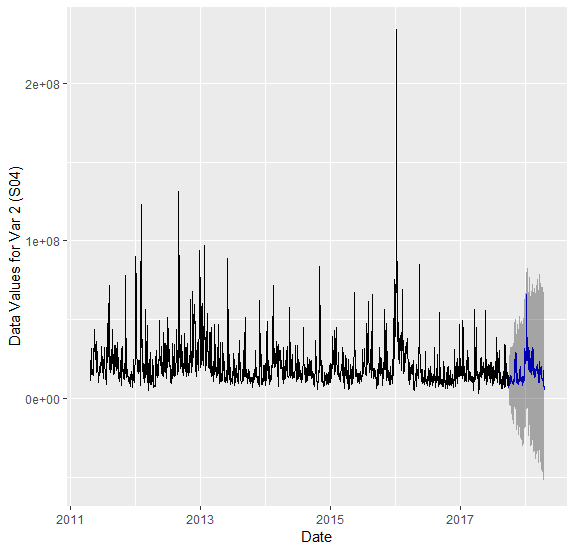 Data Values for Var 2 (S04)
2e+08
1e+08
0e+00
2011
2013
2015
2017
Date